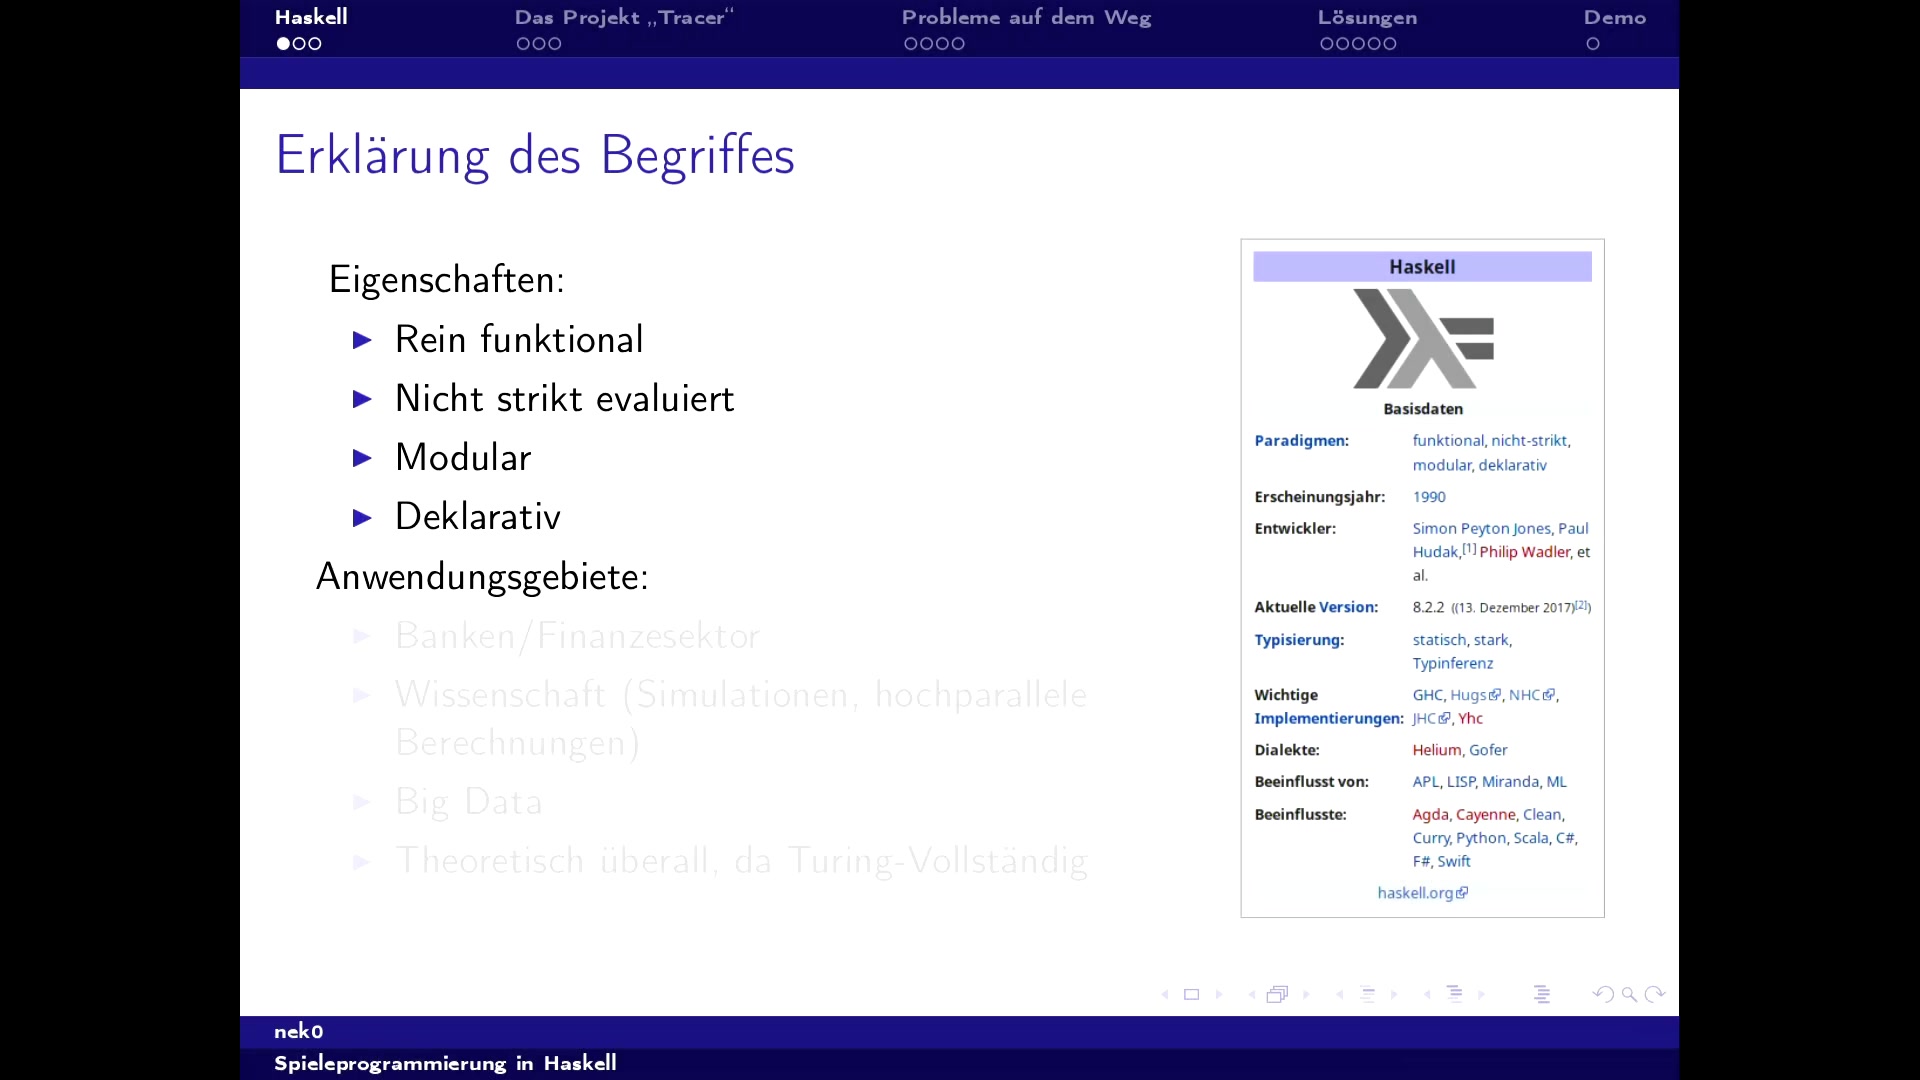 Haskell
Das Projekt „Tracer“
Probleme auf dem Weg
Lösungen
Demo
Erklärung des Begriffes
Eigenschaften:
Rein funktional
Nicht strikt evaluiert
Modular
Deklarativ
Anwendungsgebiete:
Banken/Finanzesektor
Wissenschaft (Simulationen, hochparallele
Berechnungen)
Big Data
Theoretisch überall, da Turing-Vollständig
Haskell
Basisdaten
Paradigmen: funktional, nicht-strikt,
modular, deklarativ
Erscheinungsjahr: 1990
Entwickler: Simon Peyton Jones, Paul
Hudak,[1] Philip Wadler, et
al.
Aktuelle Version: 8.2.2 ((13. Dezember 2017)[2])
Typisierung: statisch, stark,
Typinferenz
Wichtige GHC, Hugs, NHC,
Implementierungen: JHC, Yhc
Dialekte: Helium, Gofer
Beeinflusst von: APL, LISP, Miranda, ML
Beeinflusste: Agda, Cayenne, Clean,
Curry, Python, Scala, C#,
F#, Swift
haskell.org
nek0
Spieleprogrammierung in Haskell